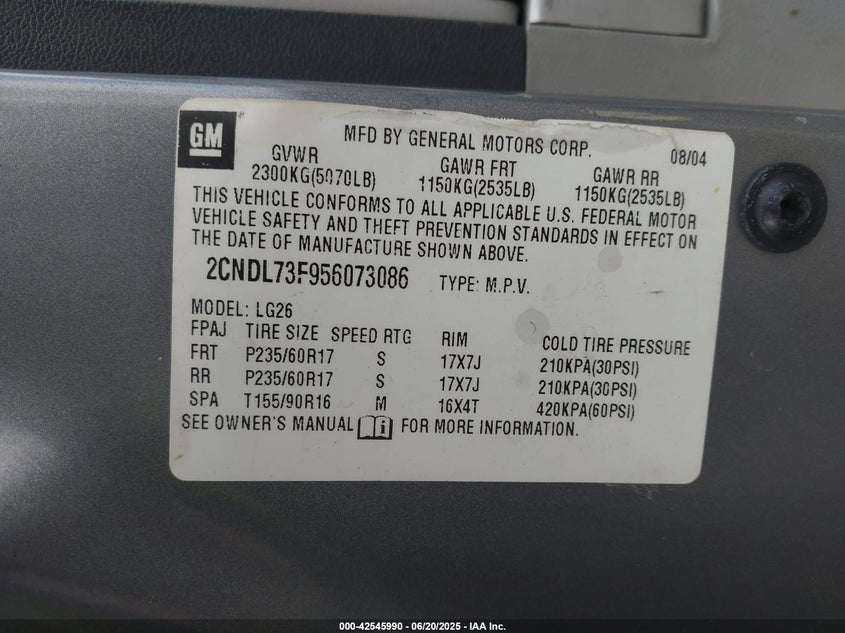 GM
MFD BY GENERAL MOTORS CORP. 08/04
GVWR GAWR FRT GAWR RR
2300KG(5070LB) 1150KG(2535LB) 1150KG(2535LB)
THIS VEHICLE CONFORMS TO ALL APPLICABLE U.S. FEDERAL MOTOR
VEHICLE SAFETY AND THEFT PREVENTION STANDARDS IN EFFECT ON
THE DATE OF MANUFACTURE SHOWN ABOVE.
2CNDL73F956073086 TYPE: M.P.V.
MODEL: LG26
FPAJ TIRE SIZE SPEED RTG RIM COLD TIRE PRESSURE
FRT P235/60R17 S 17X7J 210KPA(30PSI)
RR P235/60R17 S 17X7J 210KPA(30PSI)
SPA T155/90R16 M 16X4T 420KPA(60PSI)
SEE OWNER'S MANUAL i FOR MORE INFORMATION.
000-42545990 - 06/20/2025 - IAA Inc.